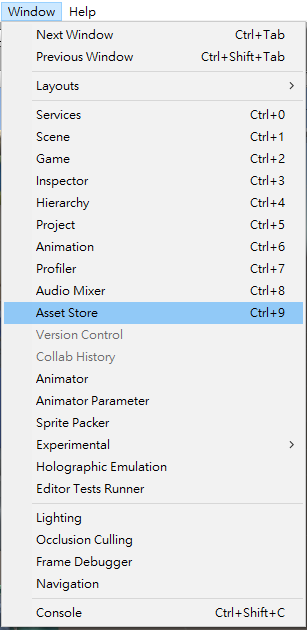 Window Help
Next Window Ctrl+Tab
Previous Window Ctrl+Shift+Tab
Layouts
Services Ctrl+0
Scene Ctrl+1
Game Ctrl+2
Inspector Ctrl+3
Hierarchy Ctrl+4
Project Ctrl+5
Animation Ctrl+6
Profiler Ctrl+7
Audio Mixer Ctrl+8
Asset Store Ctrl+9
Version Control
Collab History
Animator
Animator Parameter
Sprite Packer
Experimental
Holographic Emulation
Editor Tests Runner
Lighting
Occlusion Culling
Frame Debugger
Navigation
Console Ctrl+Shift+C